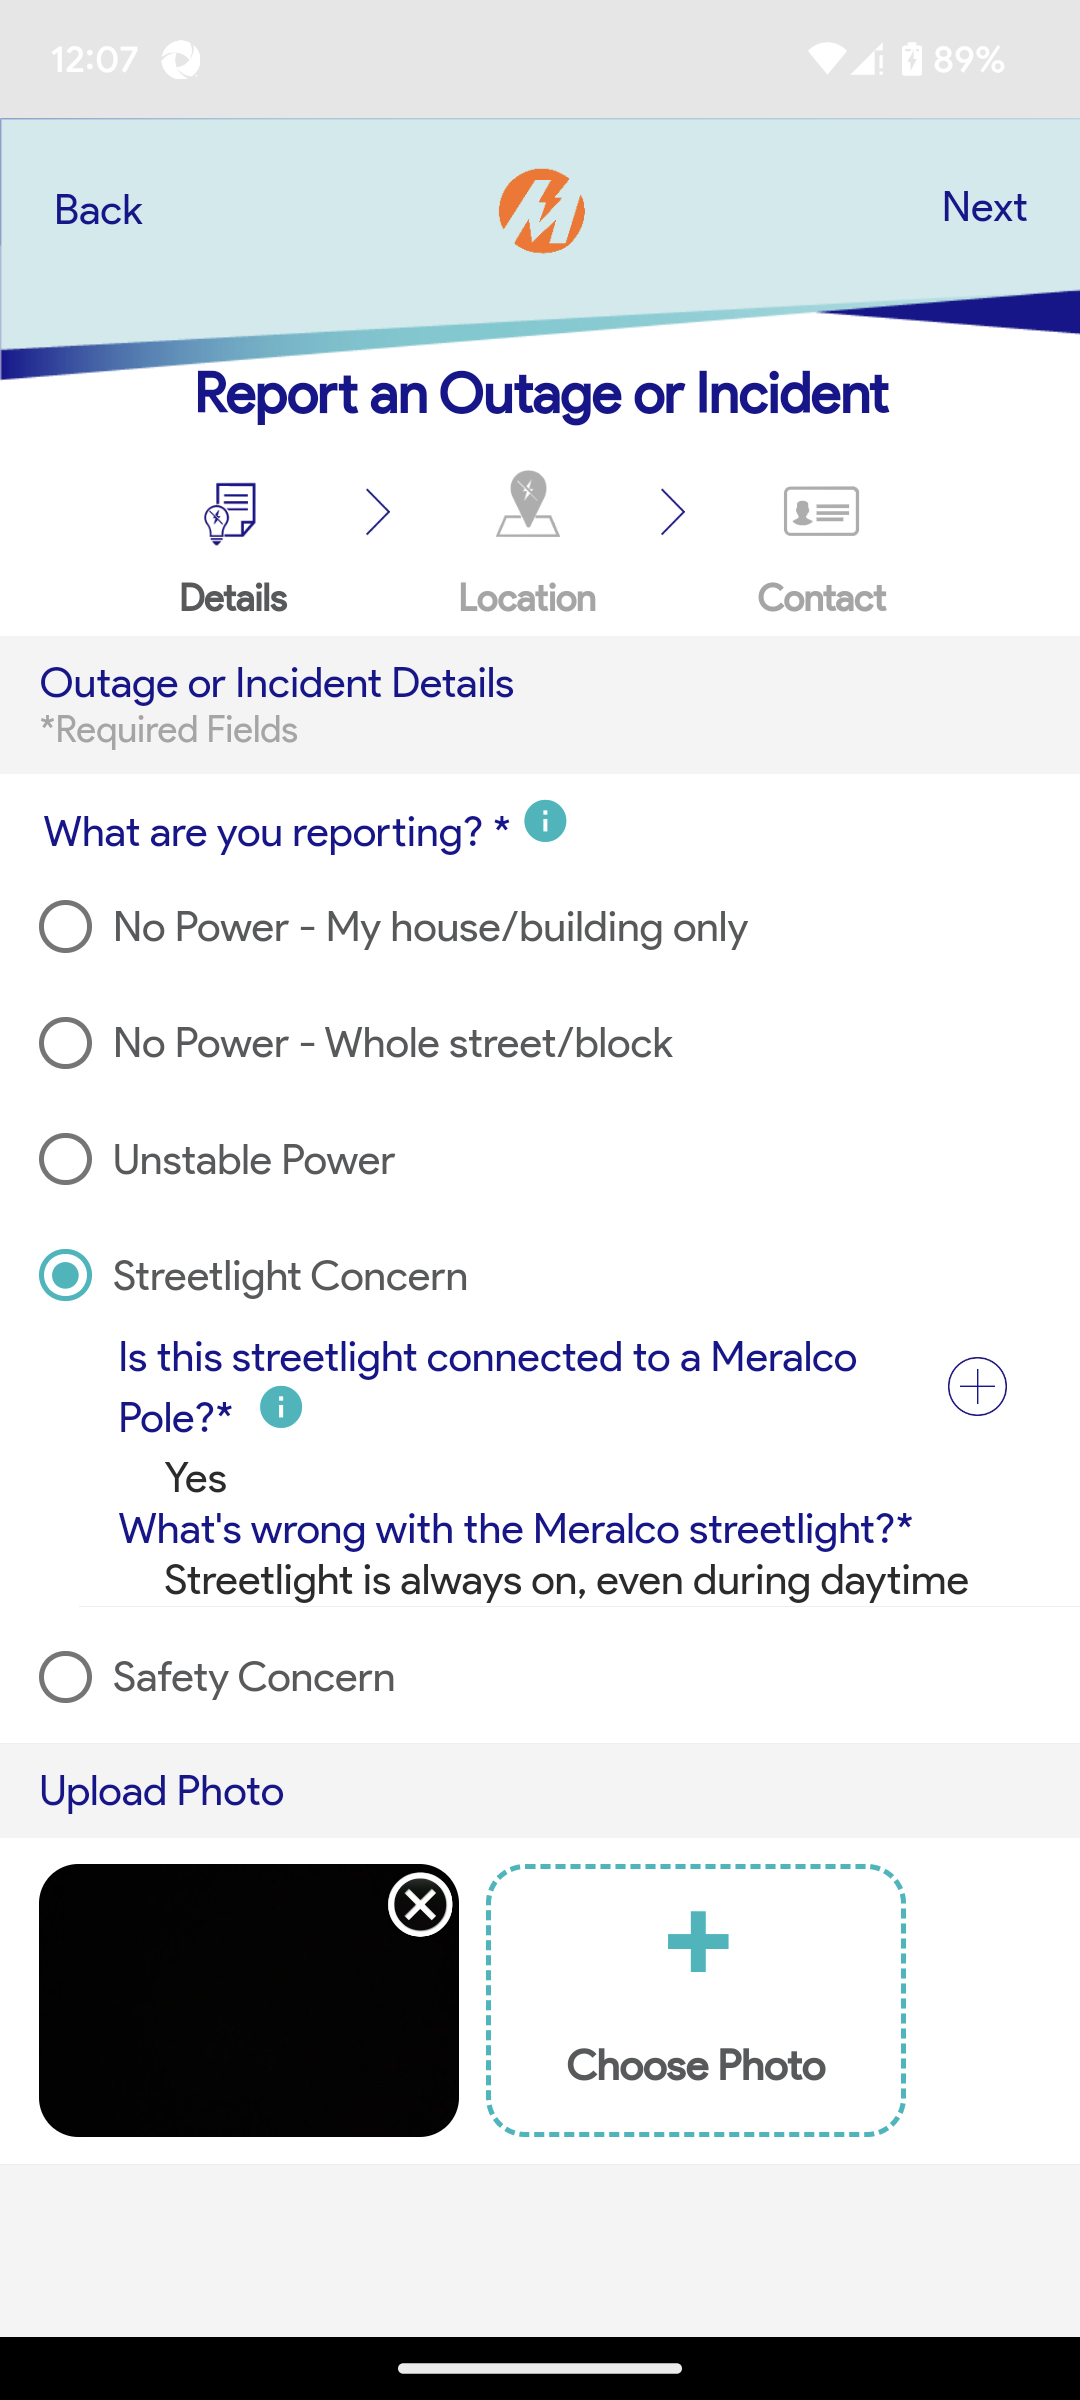 12:07
89%
Back
Next
Report an Outage or Incident
Details
Location
Contact
Outage or Incident Details
*Required Fields
What are you reporting? *
No Power - My house/building only
No Power - Whole street/block
Unstable Power
Streetlight Concern
Is this streetlight connected to a Meralco
Pole?*
Yes
What's wrong with the Meralco streetlight?*
Streetlight is always on, even during daytime
Safety Concern
Upload Photo
Choose Photo